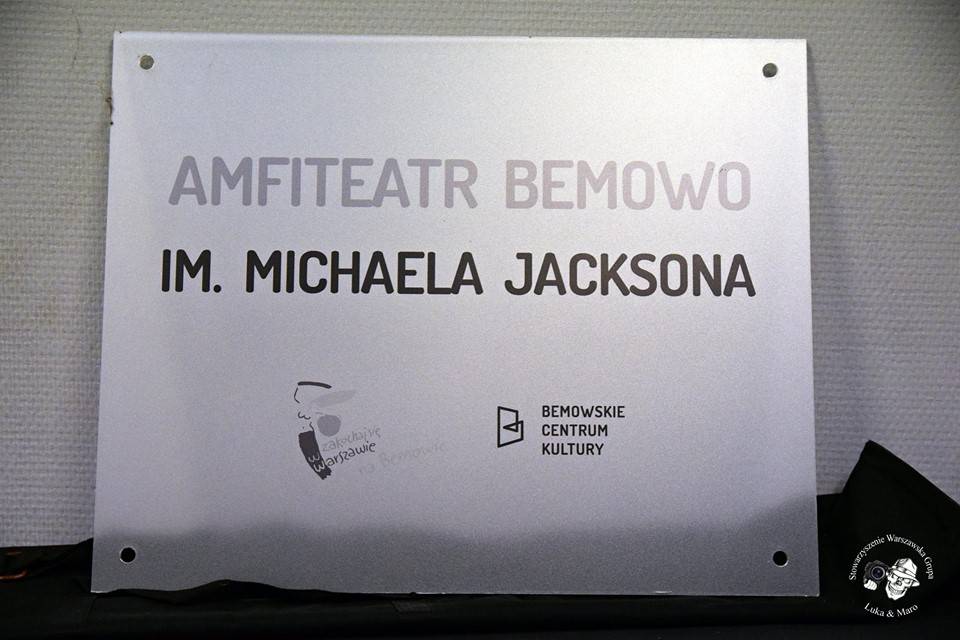 AMFITEATR BEMOWO
IM. MICHAELA JACKSONA
zakochaj się
w
warszawie
na Bemowie
BEMOWSKIE
CENTRUM
KULTURY
Stowarzyszenie Warszawska Grupa
Luka & Maro